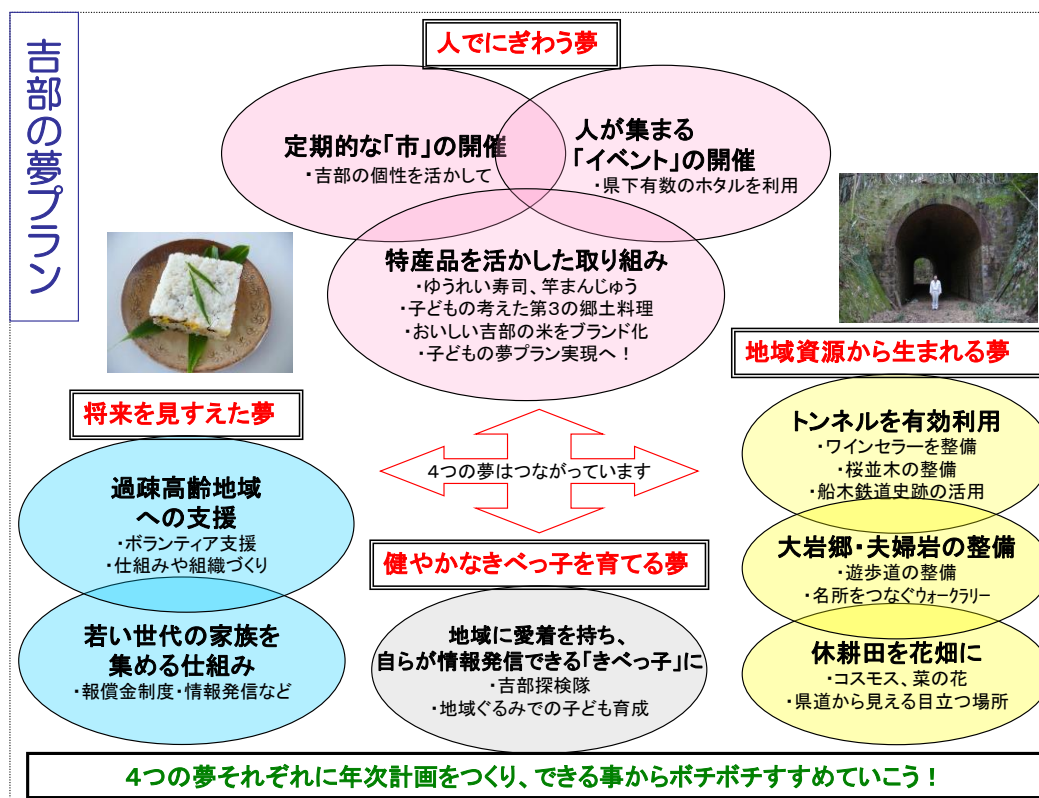 吉部の夢プラン
人でにぎわう夢
定期的な「市」の開催
・吉部の個性を活かして
人が集まる
「イベント」の開催
・県下有数のホタルを利用
特産品を活かした取り組み
・ゆうれい寿司、竿まんじゅう
・子どもの考えた第3の郷土料理
・おいしい吉部の米をブランド化
・子どもの夢プラン実現へ！
地域資源から生まれる夢
トンネルを有効利用
・ワインセラーを整備
・桜並木の整備
・船木鉄道史跡の活用
大岩郷・夫婦岩の整備
・遊歩道の整備
・名所をつなぐウォークラリー
休耕田を花畑に
・コスモス、菜の花
・県道から見える目立つ場所
将来を見すえた夢
過疎高齢地域
への支援
・ボランティア支援
・仕組みや組織づくり
若い世代の家族を
集める仕組み
・報償金制度・情報発信など
4つの夢はつながっています
健やかなきべっ子を育てる夢
地域に愛着を持ち、
自らが情報発信できる「きべっ子」に
・吉部探検隊
・地域ぐるみでの子ども育成
4つの夢それぞれに年次計画をつくり、できる事からボチボチすすめていこう！